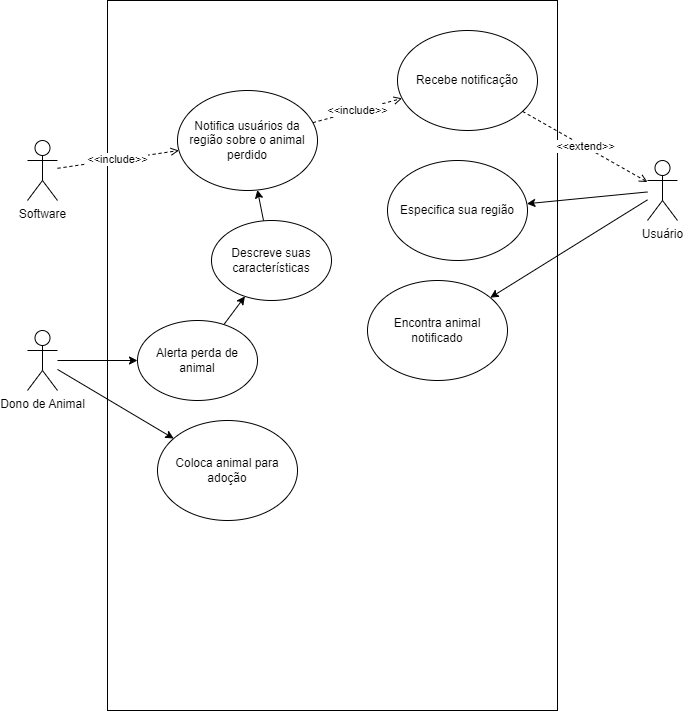 Recebe notificação
<<include>>
Notifica usuários da
região sobre o animal
perdido
<<extend>>
<<include>>
Software
Especifica sua região
Usuário
Descreve suas
características
Encontra animal
notificado
Alerta perda de
animal
Dono de Animal
Coloca animal para
adoção